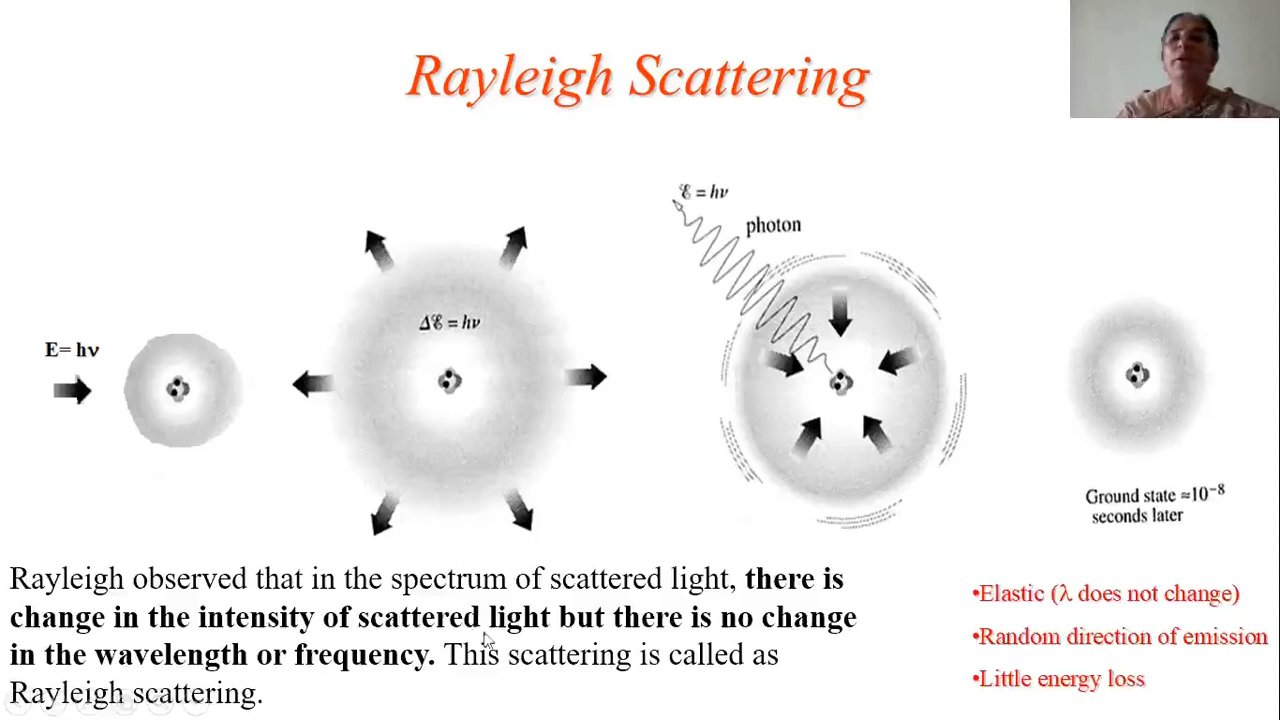 Rayleigh Scattering
E= hν
Δℰ = hν
ℰ = hν
photon
Ground state ≈10⁻⁸
seconds later
Rayleigh observed that in the spectrum of scattered light, there is
change in the intensity of scattered light but there is no change
in the wavelength or frequency. This scattering is called as
Rayleigh scattering.
•Elastic (λ does not change)
•Random direction of emission
•Little energy loss